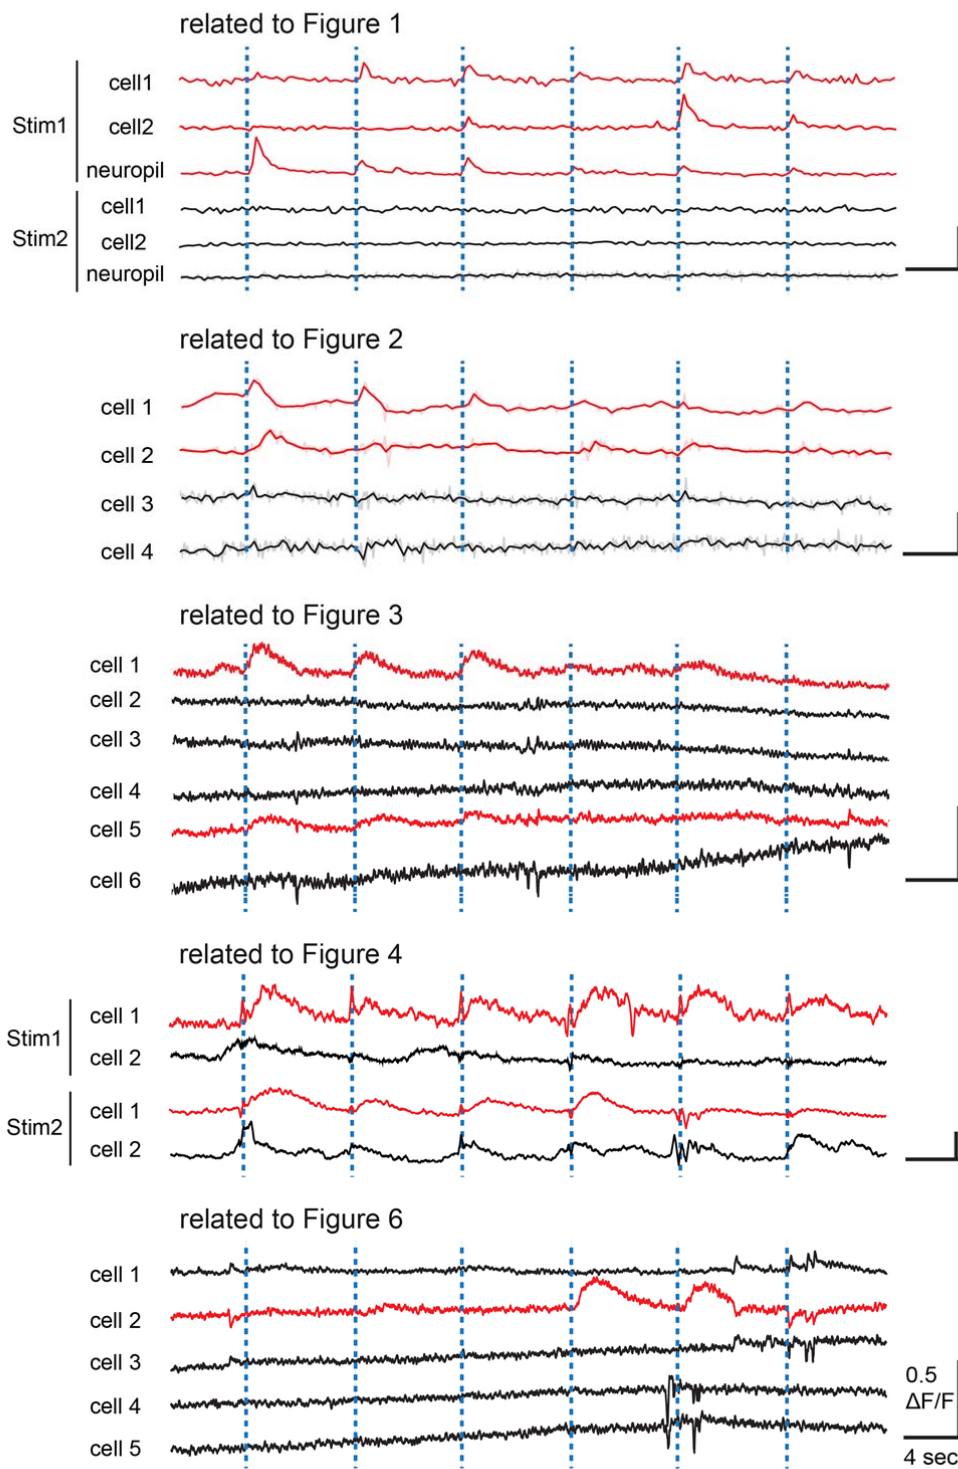 related to Figure 1
Stim1
cell1
cell2
neuropil
Stim2
cell1
cell2
neuropil
related to Figure 2
cell 1
cell 2
cell 3
cell 4
related to Figure 3
cell 1
cell 2
cell 3
cell 4
cell 5
cell 6
related to Figure 4
Stim1
cell 1
cell 2
Stim2
cell 1
cell 2
related to Figure 6
cell 1
cell 2
cell 3
cell 4
cell 5
0.5
ΔF/F
4 sec